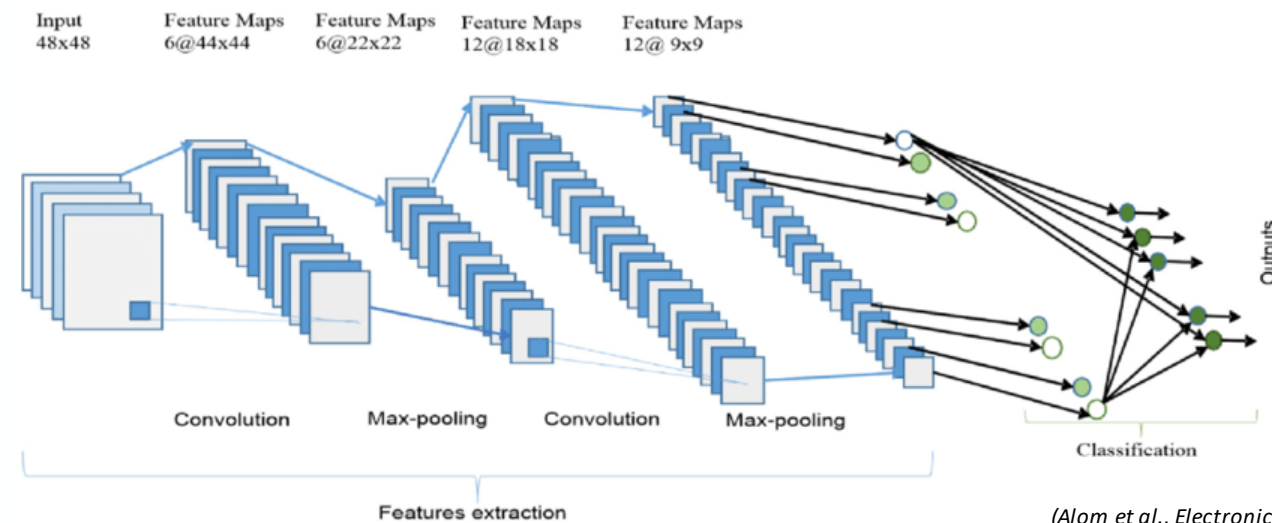 Input
48x48
Feature Maps
6@44x44
Feature Maps
6@22x22
Feature Maps
12@18x18
Feature Maps
12@ 9x9
Outputs
Convolution
Max-pooling
Convolution
Max-pooling
Classification
Features extraction
(Alom et al., Electronic